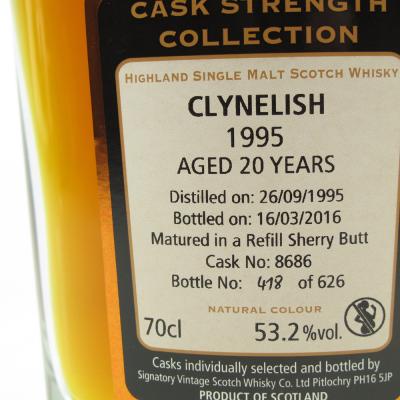 CASK STRENGTH
COLLECTION
HIGHLAND SINGLE MALT SCOTCH WHISKY
CLYNELISH
1995
AGED 20 YEARS
Distilled on: 26/09/1995
Bottled on: 16/03/2016
Matured in a Refill Sherry Butt
Cask No: 8686
Bottle No: 418 of 626
NATURAL COLOUR
70cl 53.2%vol.
Casks individually selected and bottled by
Signatory Vintage Scotch Whisky Co. Ltd Pitlochry PH16 5JP
PRODUCT OF SCOTLAND